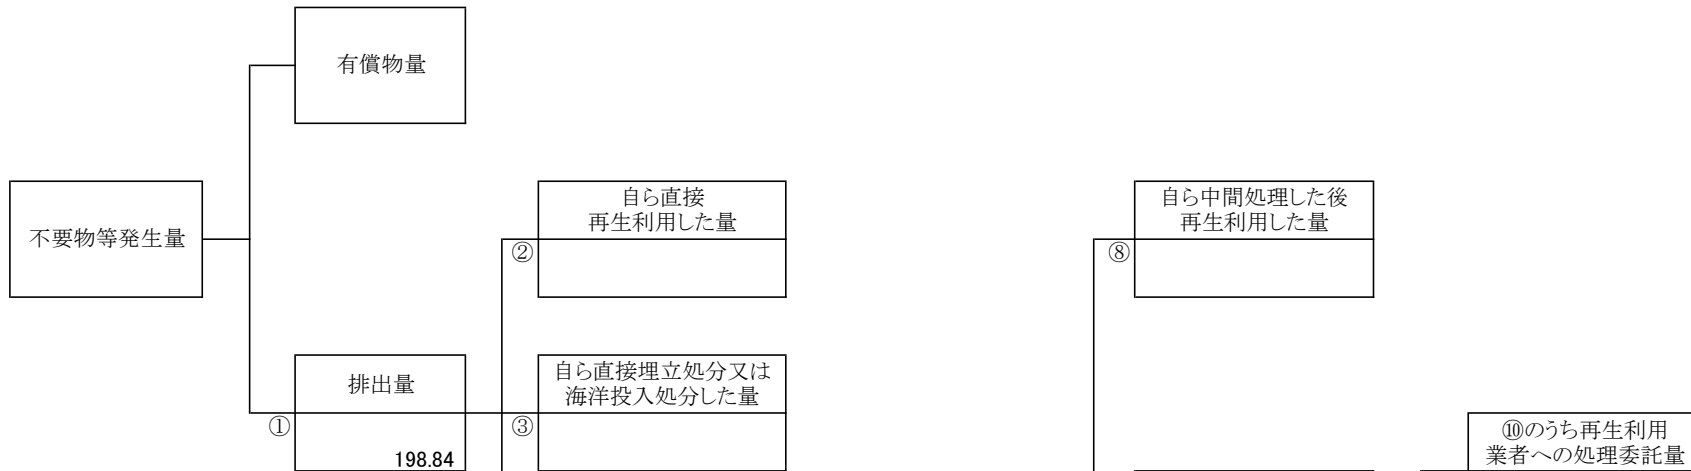 有償物量
不要物等発生量
自ら直接
再生利用した量
②
自ら中間処理した後
再生利用した量
⑧
排出量
①
198.84
自ら直接埋立処分又は
海洋投入処分した量
③
⑩のうち再生利用
業者への処理委託量